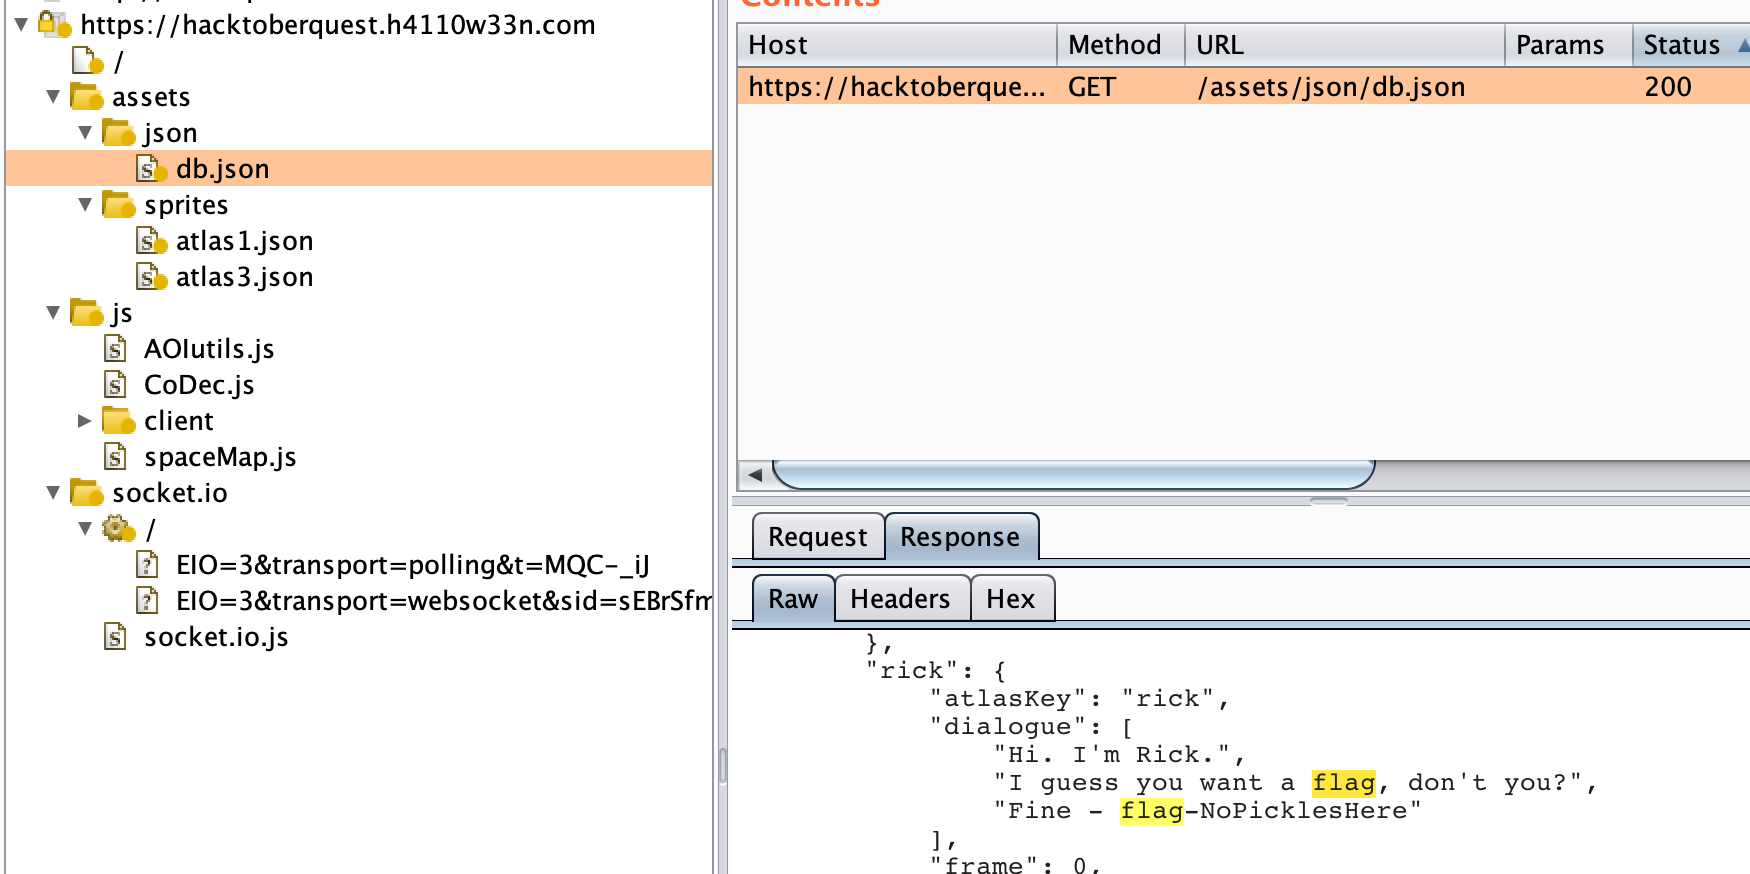 https://hacktoberquest.h4110w33n.com
/
assets
json
db.json
sprites
atlas1.json
atlas3.json
js
AOIutils.js
CoDec.js
client
spaceMap.js
socket.io
/
EIO=3&transport=polling&t=MQC-_iJ
EIO=3&transport=websocket&sid=sEBrSfm
socket.io.js
Contents
Host Method URL Params Status
https://hacktoberque... GET /assets/json/db.json 200
Request Response
Raw Headers Hex
},
"rick": {
"atlasKey": "rick",
"dialogue": [
"Hi. I'm Rick.",
"I guess you want a flag, don't you?",
"Fine - flag-NoPicklesHere"
],
"frame": 0,